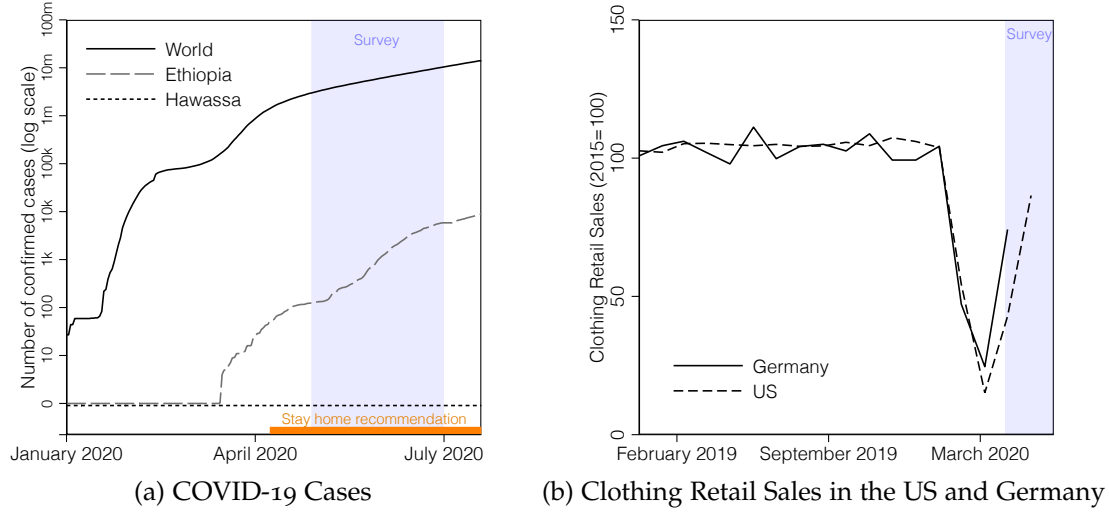 Number of confirmed cases (log scale)
100m
10m
1m
100k
10k
1k
100
10
0
World
Ethiopia
Hawassa
Survey
Stay home recommendation
January 2020 April 2020 July 2020
(a) COVID-19 Cases
Clothing Retail Sales (2015=100)
150
100
50
0
Survey
Germany
US
February 2019 September 2019 March 2020
(b) Clothing Retail Sales in the US and Germany